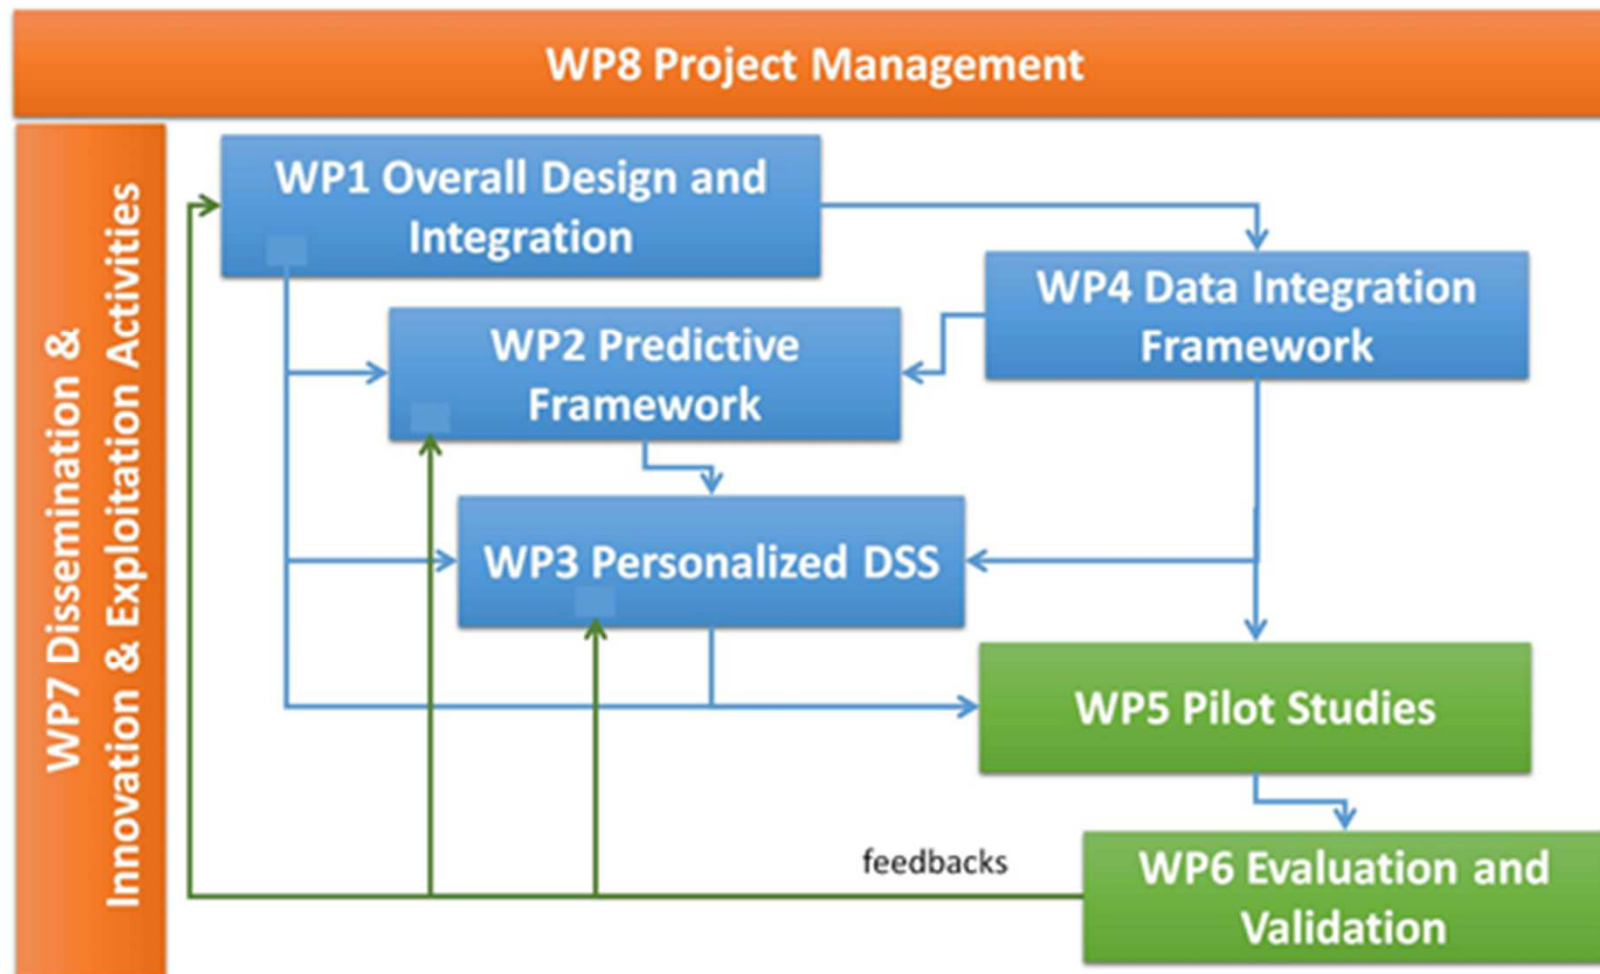 WP8 Project Management
WP7 Dissemination &
Innovation & Exploitation Activities
WP1 Overall Design and
Integration
WP4 Data Integration
Framework
WP2 Predictive
Framework
WP3 Personalized DSS
WP5 Pilot Studies
feedbacks
WP6 Evaluation and
Validation